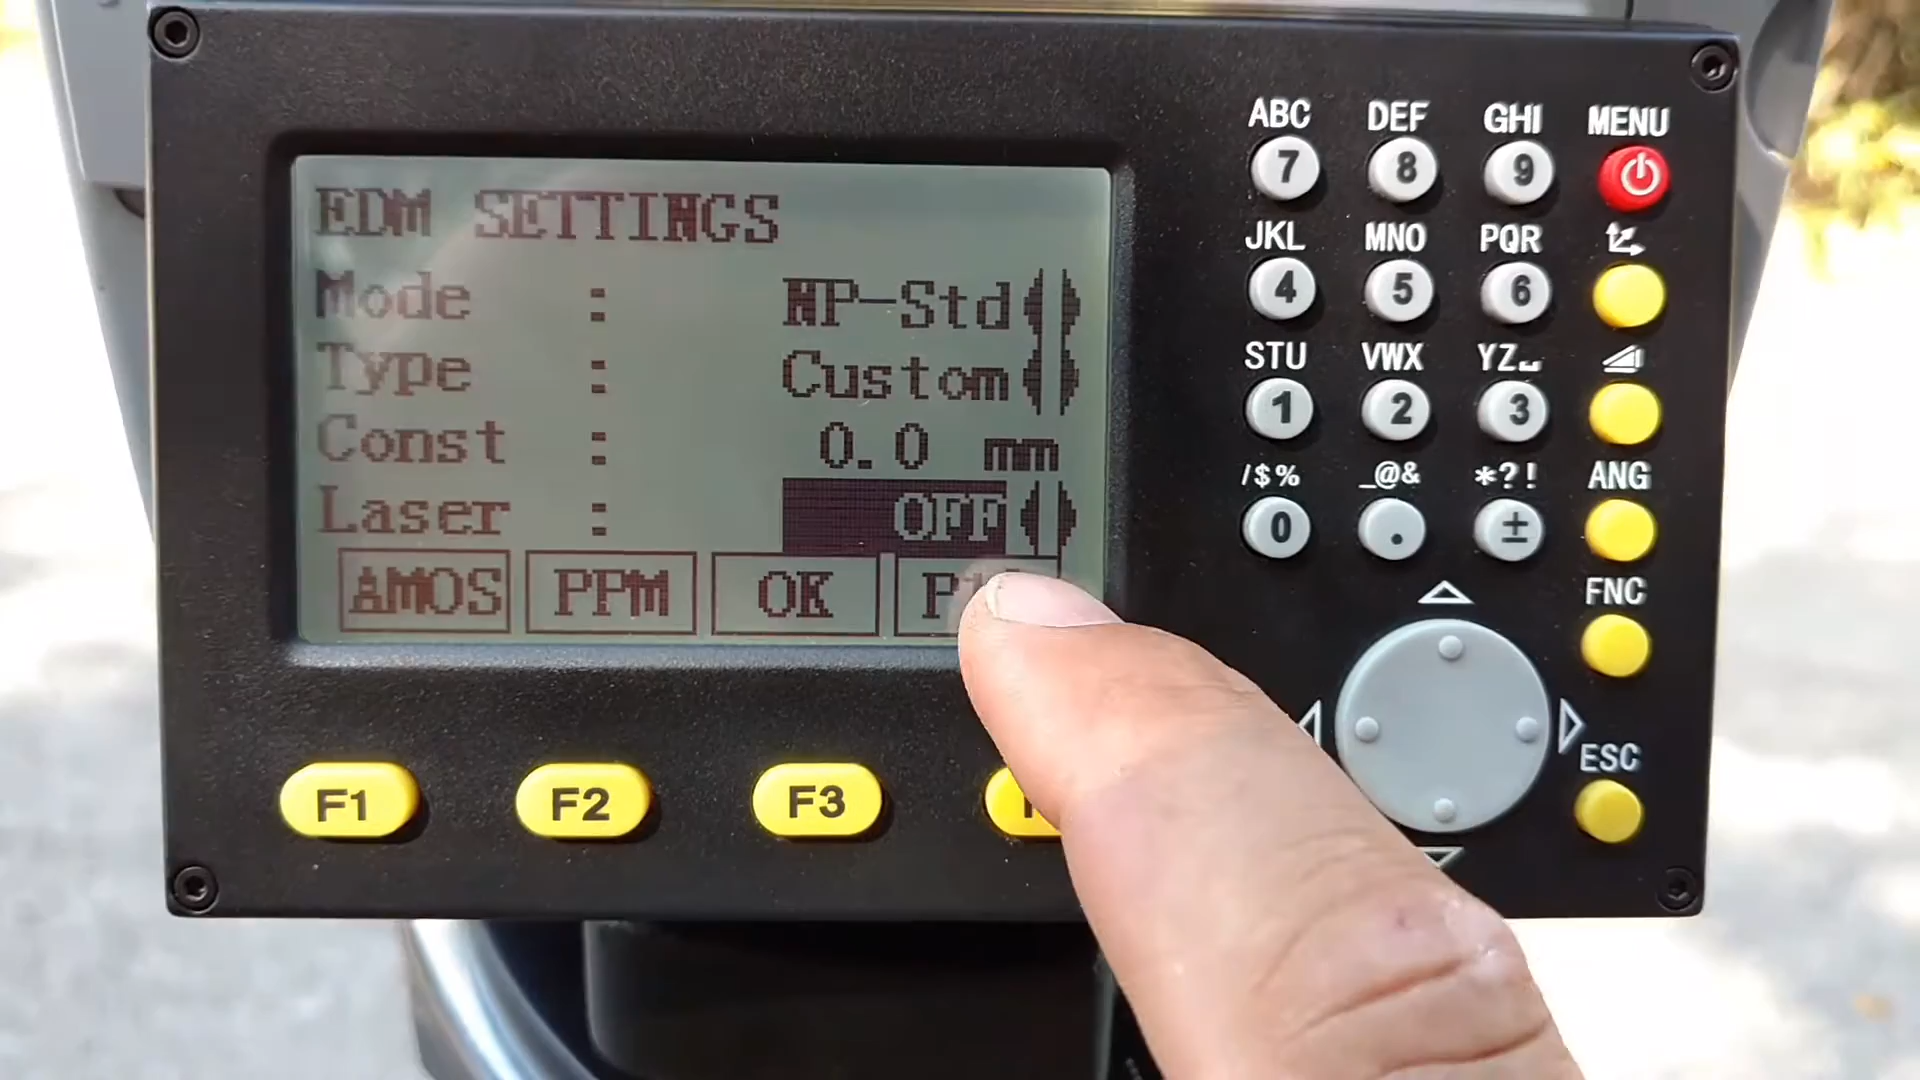 EDM SETTINGS
Mode : NP-Std
Type : Custom
Const : 0.0 mm
Laser : OFF
AMOS PPM OK
F1 F2 F3
ABC DEF GHI MENU
7 8 9
JKL MNO PQR
4 5 6
STU VWX YZ␣
1 2 3
/$% _@& *?! ANG
0 . ±
FNC
ESC